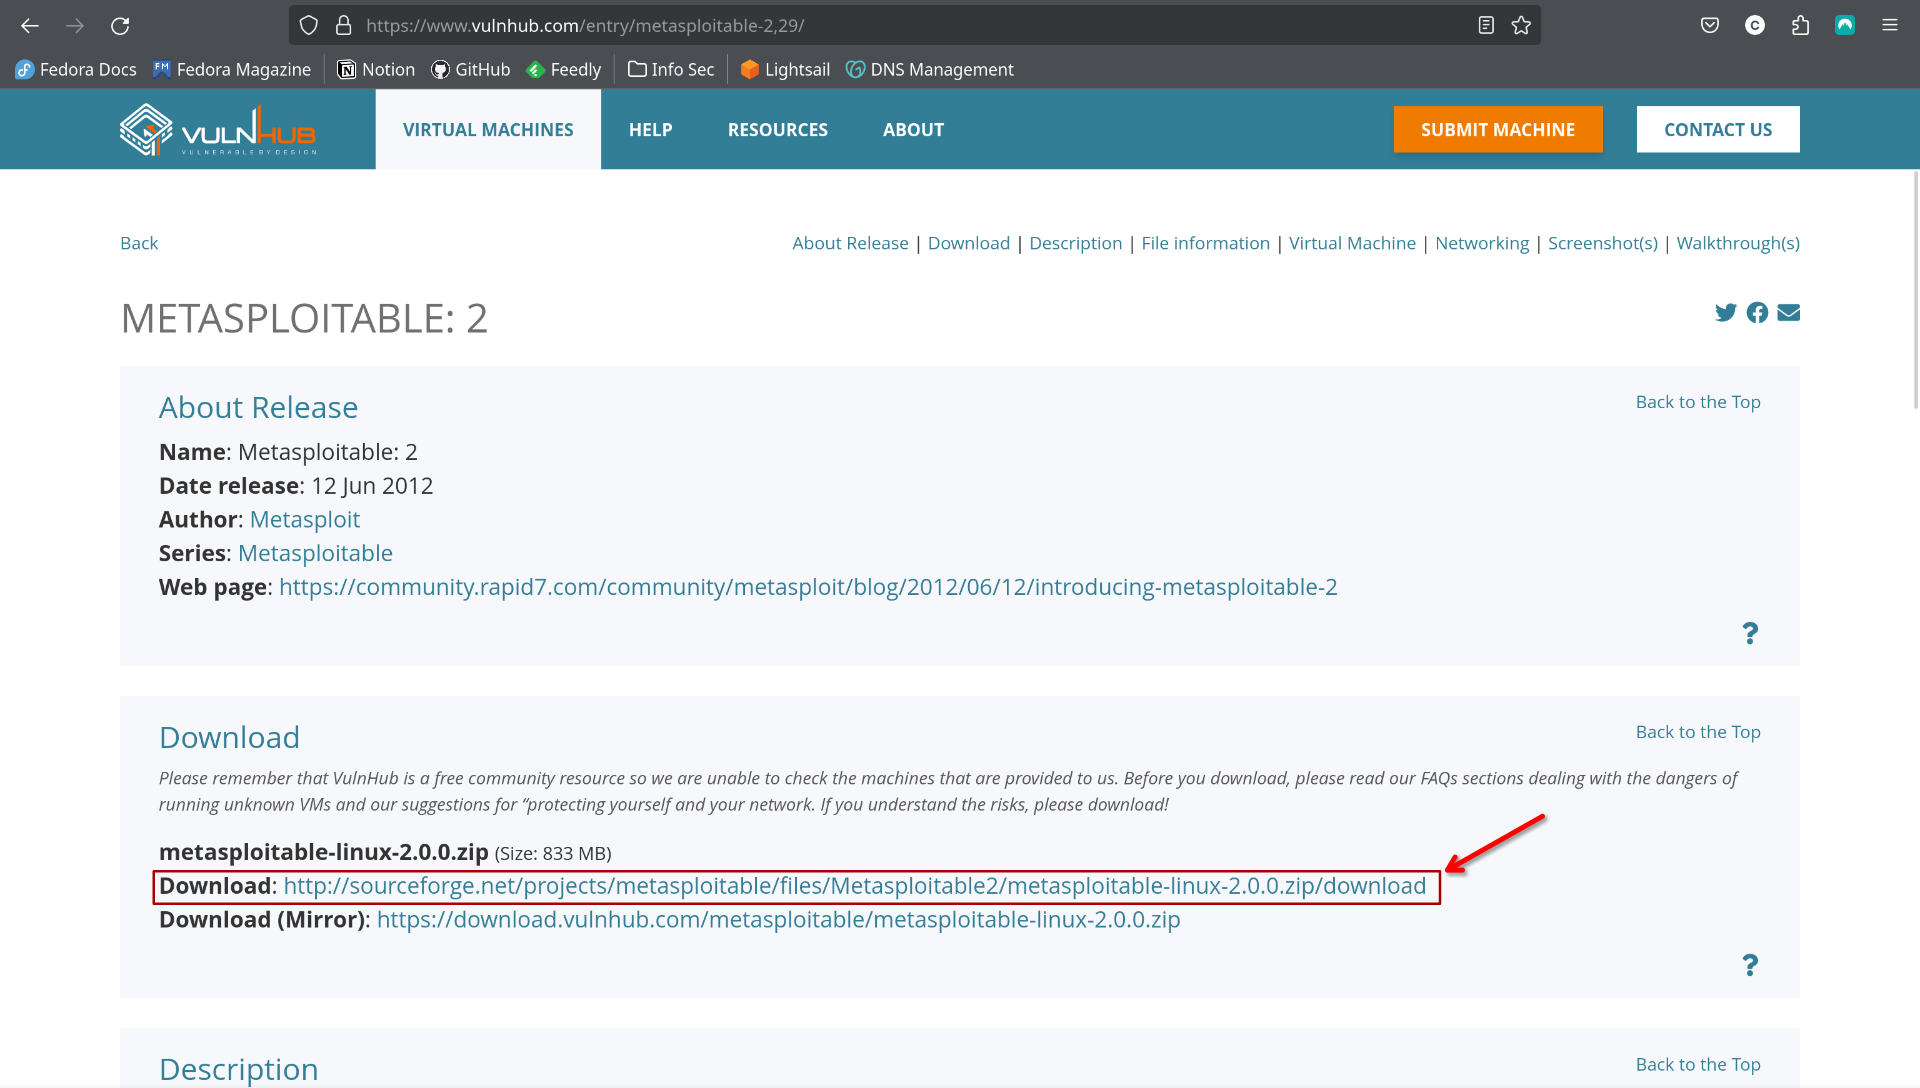 https://www.vulnhub.com/entry/metasploitable-2,29/
Fedora Docs Fedora Magazine Notion GitHub Feedly Info Sec Lightsail DNS Management
VULNHUB
VULNERABLE BY DESIGN
VIRTUAL MACHINES HELP RESOURCES ABOUT SUBMIT MACHINE CONTACT US
Back About Release | Download | Description | File information | Virtual Machine | Networking | Screenshot(s) | Walkthrough(s)
METASPLOITABLE: 2
About Release Back to the Top
Name: Metasploitable: 2
Date release: 12 Jun 2012
Author: Metasploit
Series: Metasploitable
Web page: https://community.rapid7.com/community/metasploit/blog/2012/06/12/introducing-metasploitable-2
?
Download Back to the Top
Please remember that VulnHub is a free community resource so we are unable to check the machines that are provided to us. Before you download, please read our FAQs sections dealing with the dangers of
running unknown VMs and our suggestions for “protecting yourself and your network. If you understand the risks, please download!
metasploitable-linux-2.0.0.zip (Size: 833 MB)
Download: http://sourceforge.net/projects/metasploitable/files/Metasploitable2/metasploitable-linux-2.0.0.zip/download
Download (Mirror): https://download.vulnhub.com/metasploitable/metasploitable-linux-2.0.0.zip
?
Description Back to the Top